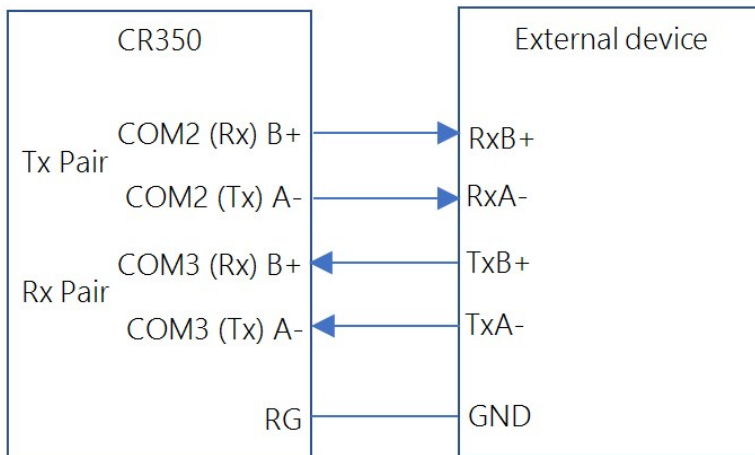 CR350
External device
Tx Pair
COM2 (Rx) B+
RxB+
COM2 (Tx) A-
RxA-
Rx Pair
COM3 (Rx) B+
TxB+
COM3 (Tx) A-
TxA-
RG
GND